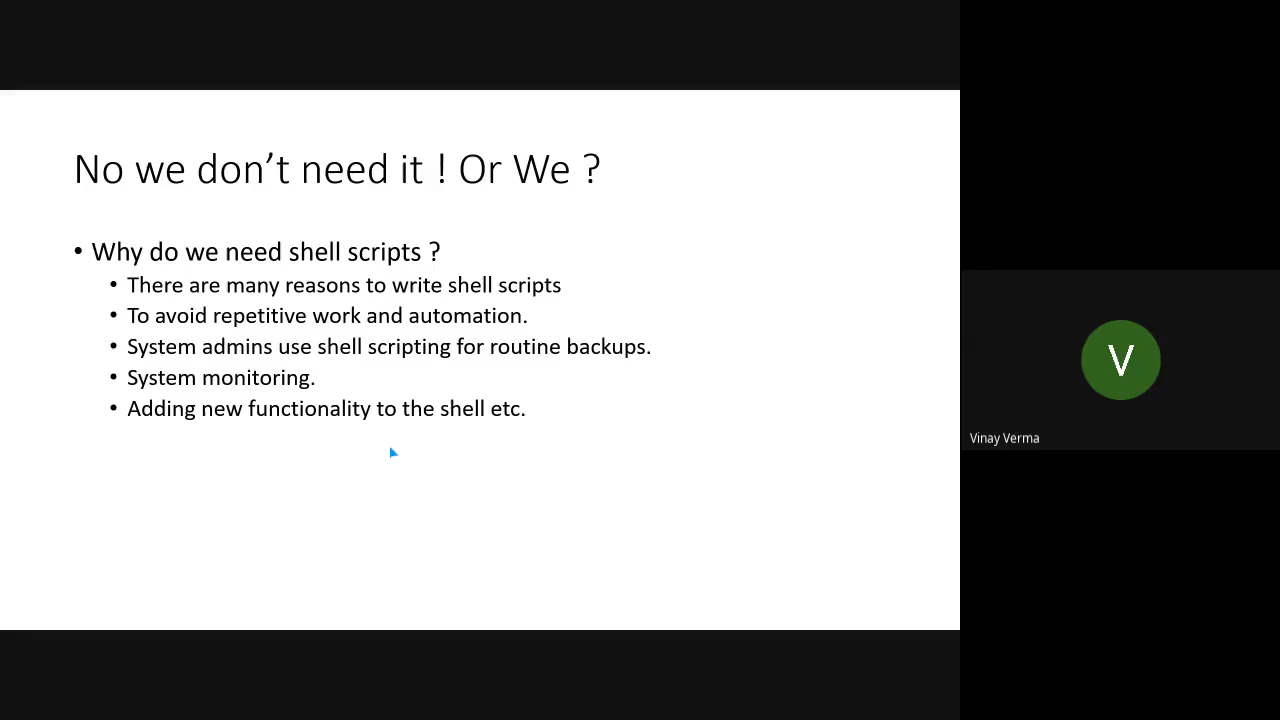 No we don’t need it ! Or We ?
• Why do we need shell scripts ?
• There are many reasons to write shell scripts
• To avoid repetitive work and automation.
• System admins use shell scripting for routine backups.
• System monitoring.
• Adding new functionality to the shell etc.
V
Vinay Verma